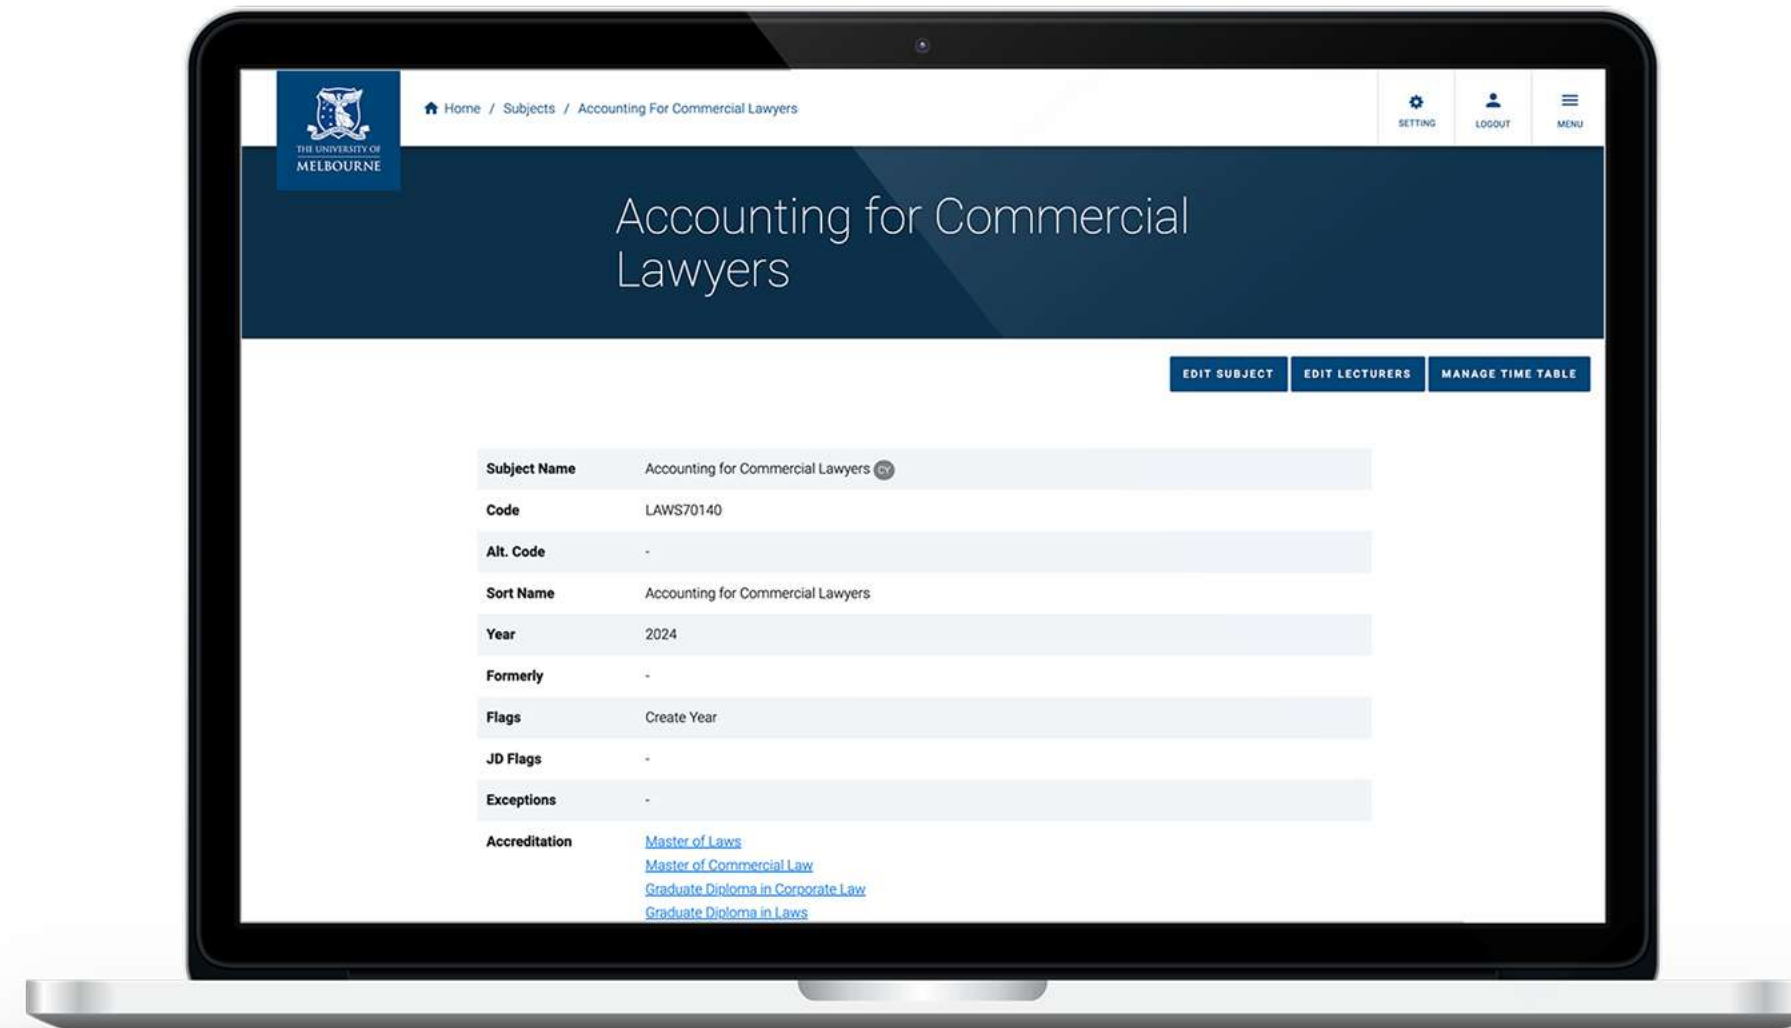 THE UNIVERSITY OF
MELBOURNE
Home / Subjects / Accounting For Commercial Lawyers
SETTING
LOGOUT
MENU
Accounting for Commercial
Lawyers
EDIT SUBJECT
EDIT LECTURERS
MANAGE TIME TABLE
Subject Name Accounting for Commercial Lawyers CY
Code LAWS70140
Alt. Code -
Sort Name Accounting for Commercial Lawyers
Year 2024
Formerly -
Flags Create Year
JD Flags -
Exceptions -
Accreditation Master of Laws
Master of Commercial Law
Graduate Diploma in Corporate Law
Graduate Diploma in Laws